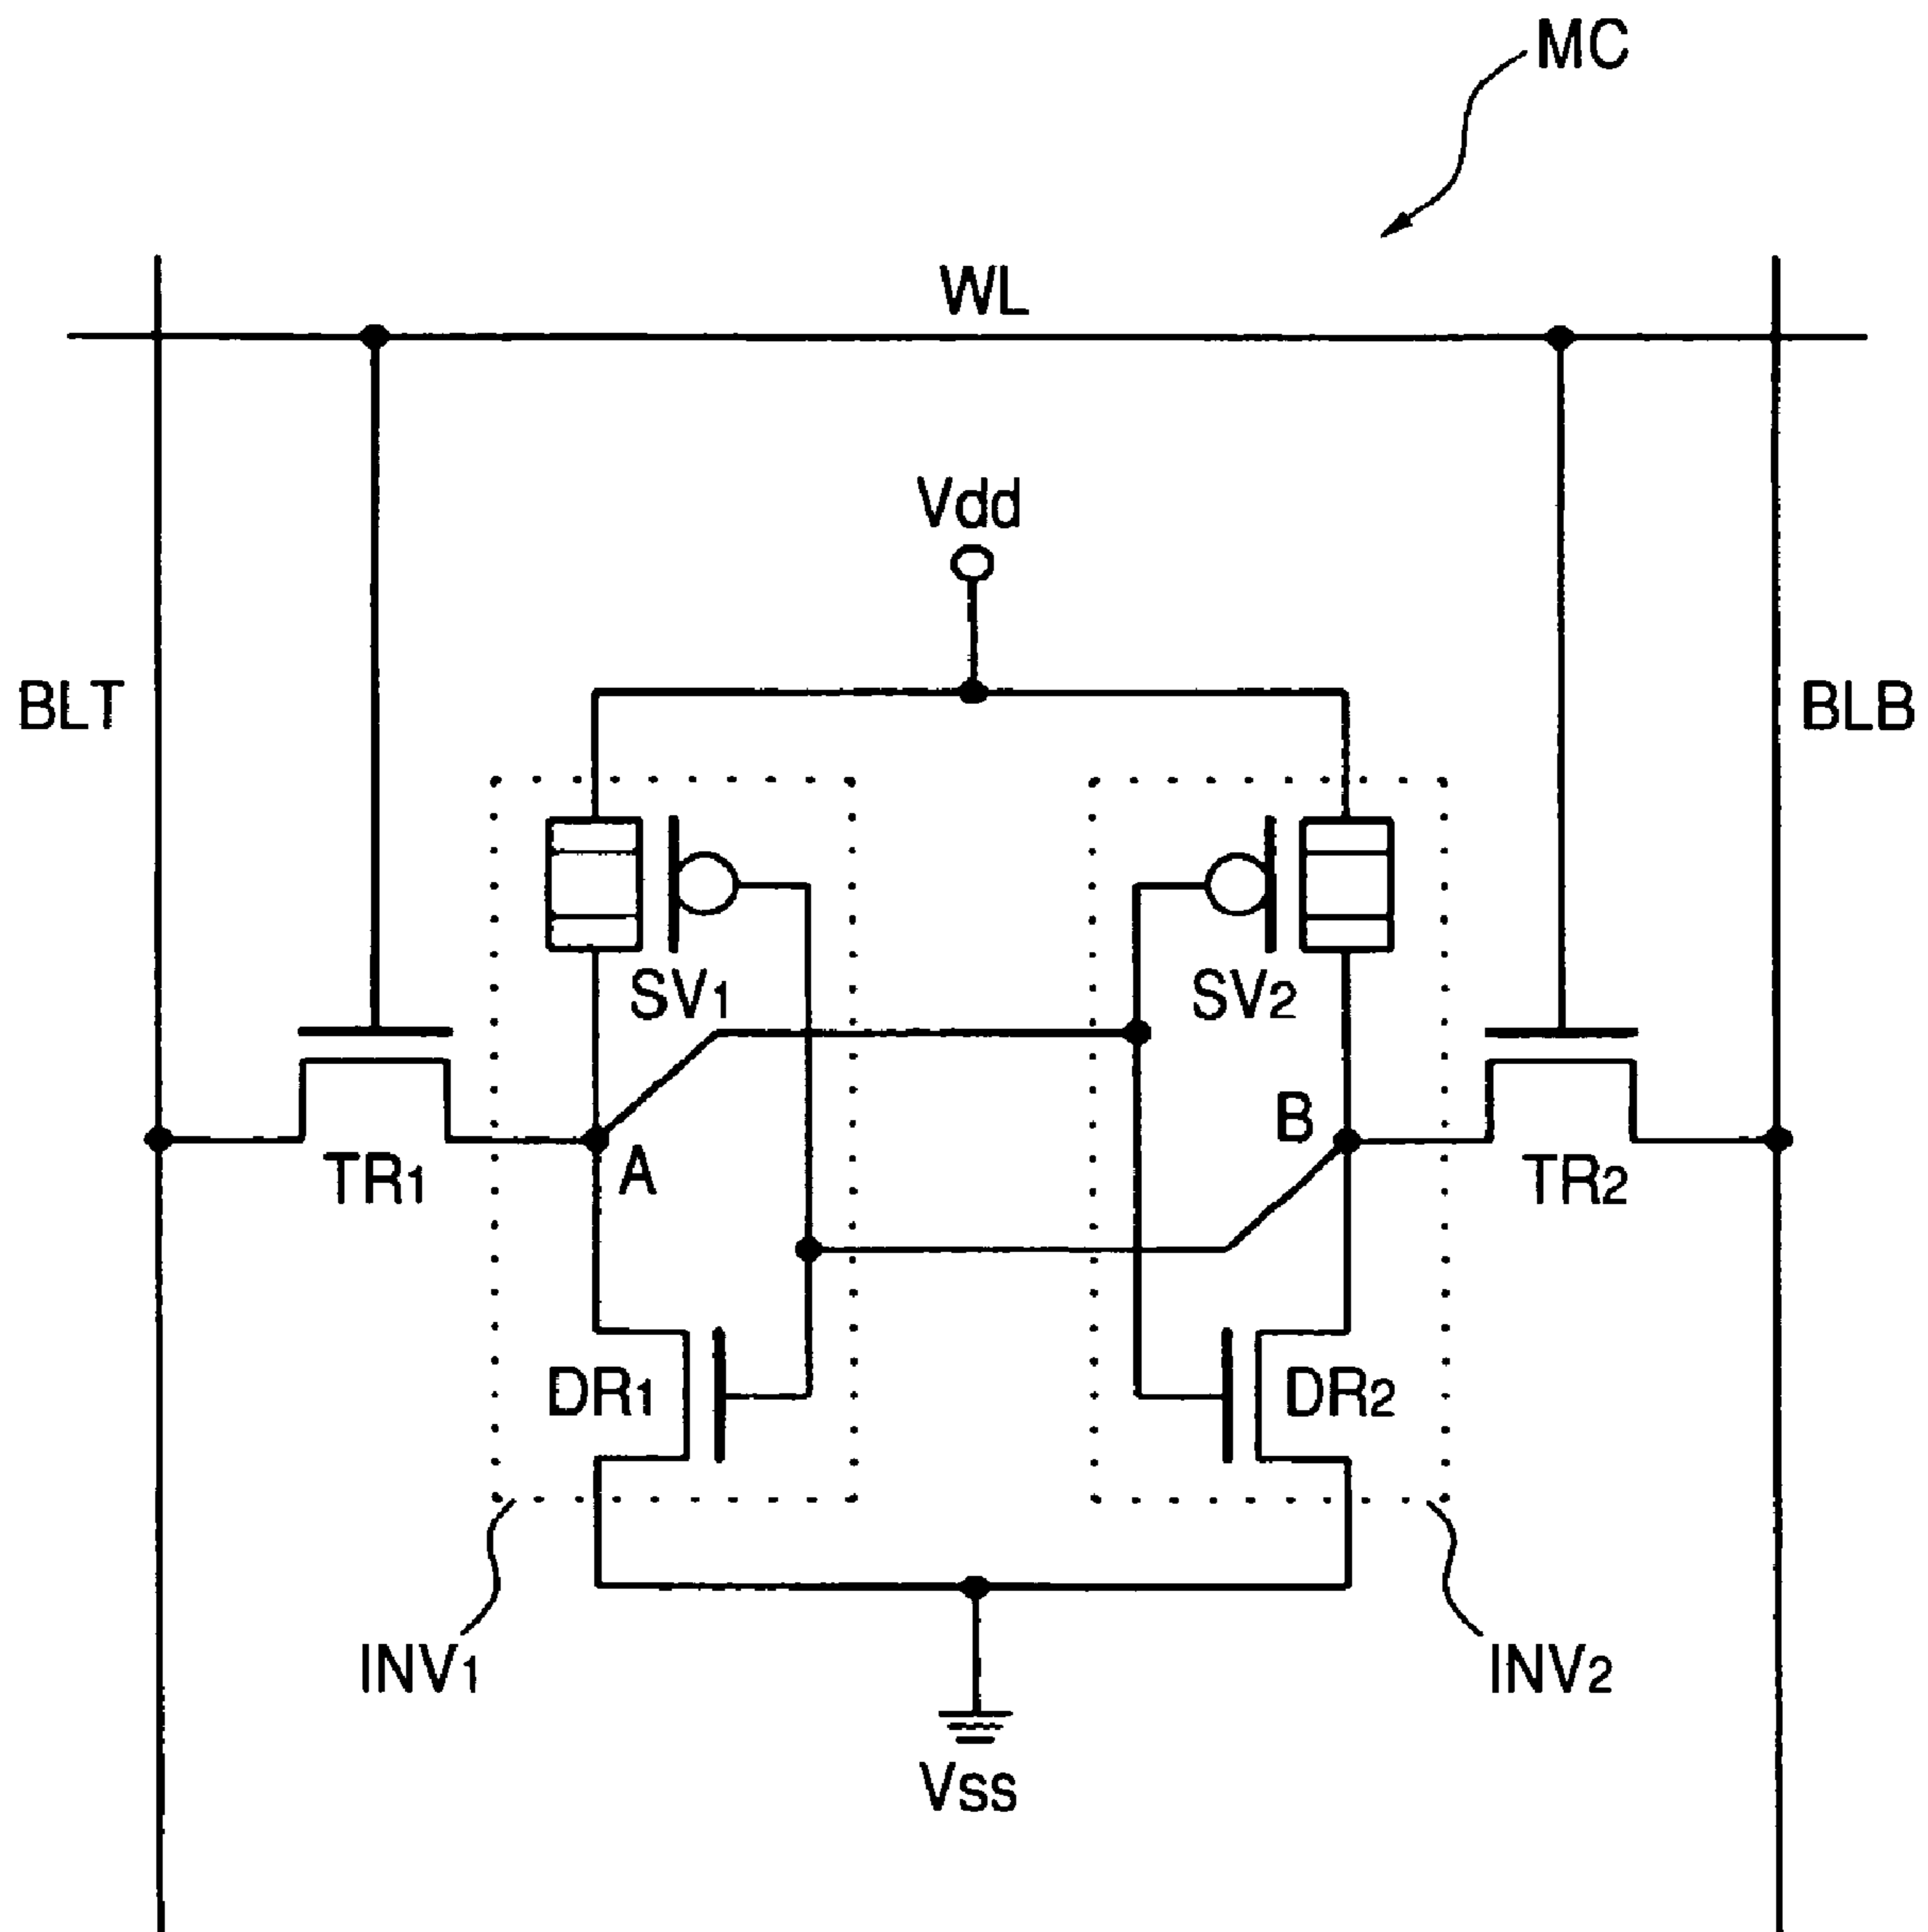 MC
WL
Vdd
BLT
BLB
SV1
SV2
A
B
TR1
TR2
DR1
DR2
INV1
INV2
Vss